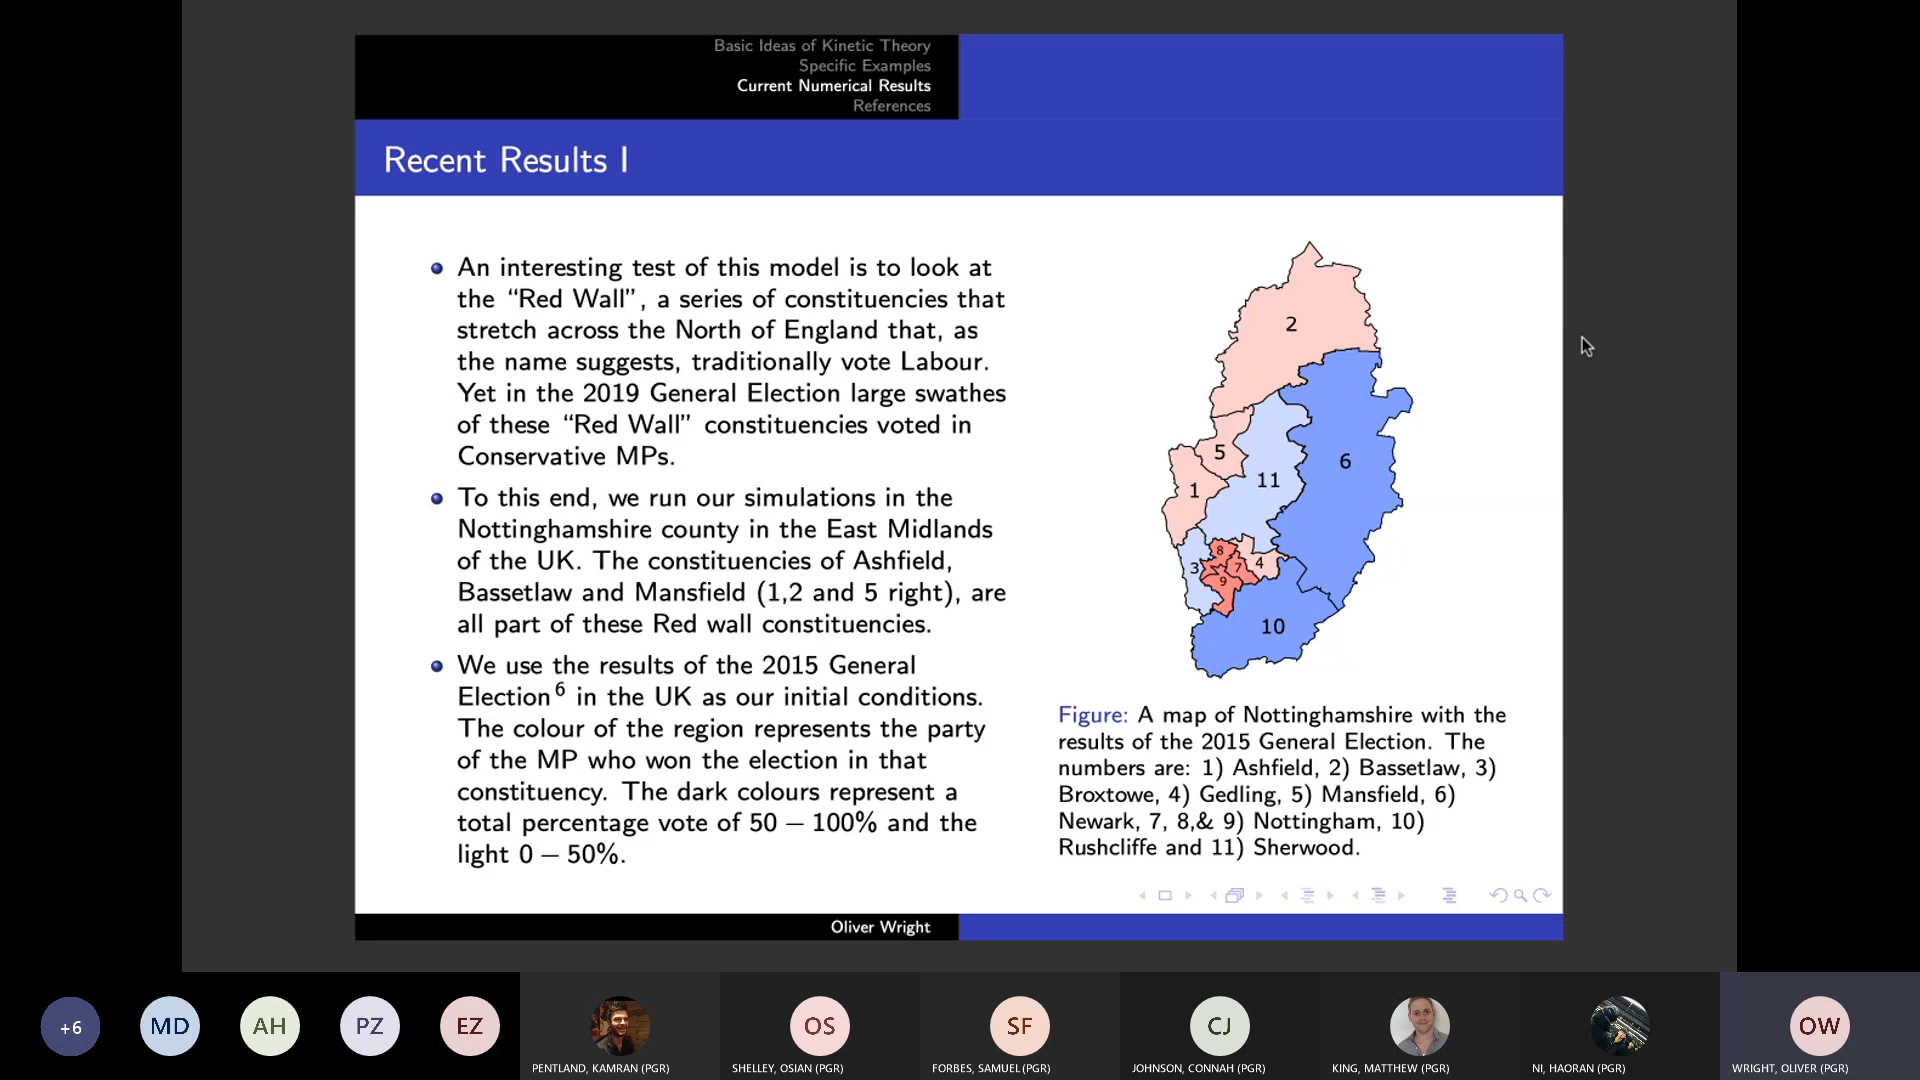 Basic Ideas of Kinetic Theory
Specific Examples
Current Numerical Results
References
Recent Results I
An interesting test of this model is to look at
the “Red Wall”, a series of constituencies that
stretch across the North of England that, as
the name suggests, traditionally vote Labour.
Yet in the 2019 General Election large swathes
of these “Red Wall” constituencies voted in
Conservative MPs.
To this end, we run our simulations in the
Nottinghamshire county in the East Midlands
of the UK. The constituencies of Ashfield,
Bassetlaw and Mansfield (1,2 and 5 right), are
all part of these Red wall constituencies.
We use the results of the 2015 General
Election⁶ in the UK as our initial conditions.
The colour of the region represents the party
of the MP who won the election in that
constituency. The dark colours represent a
total percentage vote of 50 – 100% and the
light 0 – 50%.
2
5
11
6
1
8
3
7
4
9
10
Figure: A map of Nottinghamshire with the
results of the 2015 General Election. The
numbers are: 1) Ashfield, 2) Bassetlaw, 3)
Broxtowe, 4) Gedling, 5) Mansfield, 6)
Newark, 7, 8,& 9) Nottingham, 10)
Rushcliffe and 11) Sherwood.
Oliver Wright
+6
MD
AH
PZ
EZ
PENTLAND, KAMRAN (PGR)
OS
SHELLEY, OSIAN (PGR)
SF
FORBES, SAMUEL (PGR)
CJ
JOHNSON, CONNAH (PGR)
KING, MATTHEW (PGR)
NI, HAORAN (PGR)
OW
WRIGHT, OLIVER (PGR)